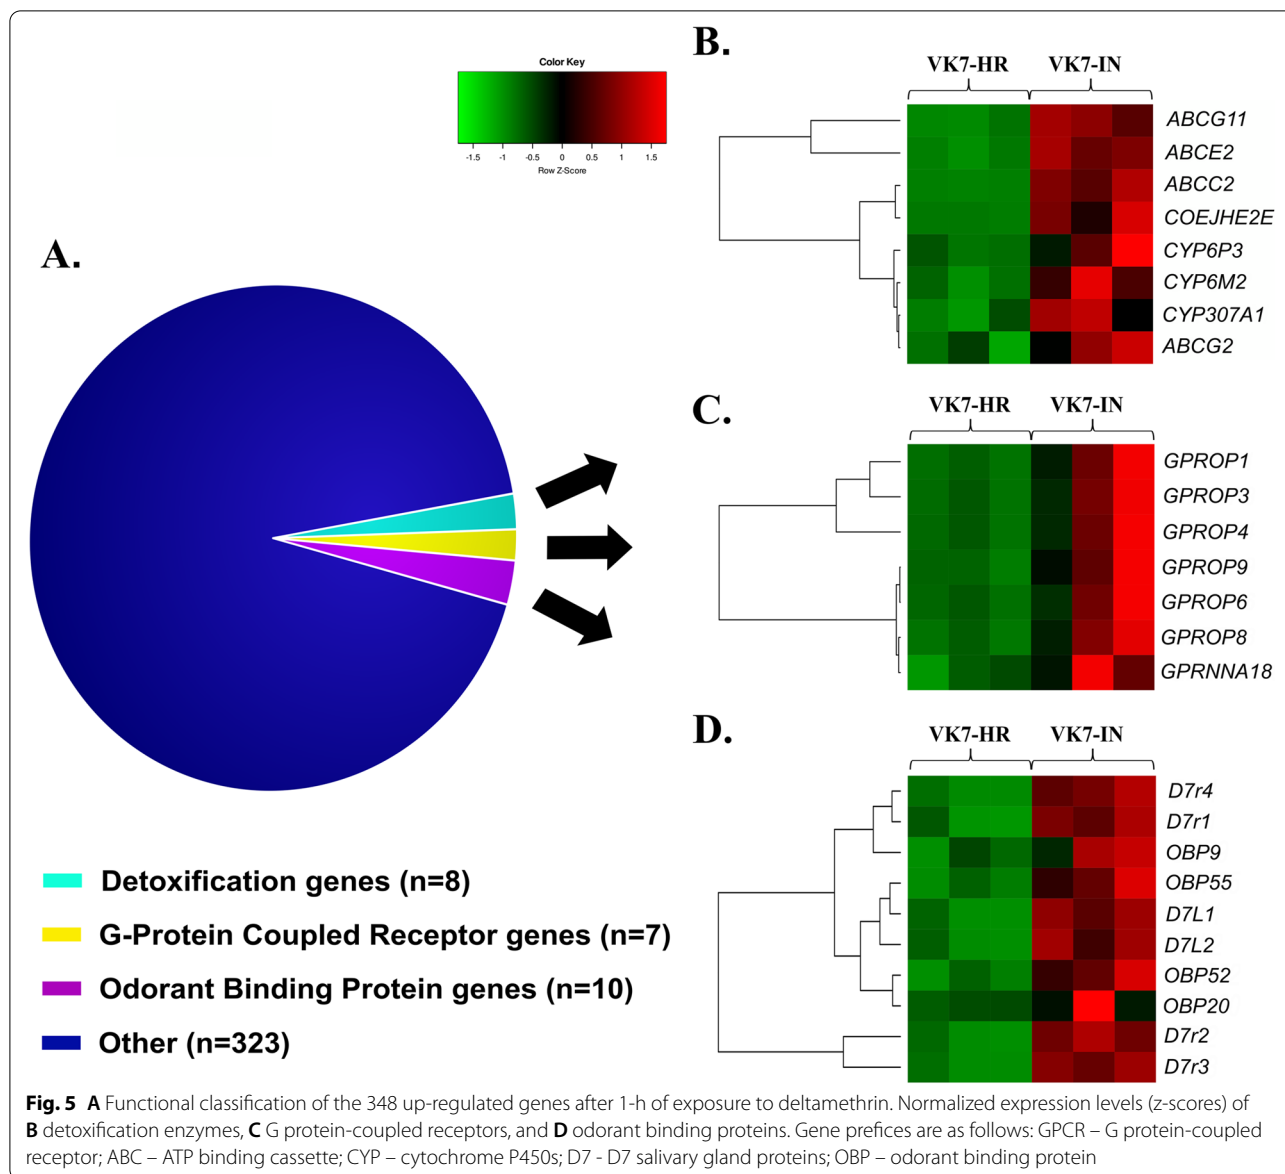 A.
Color Key
-1.5 -1 -0.5 0 0.5 1 1.5
Row Z-Score
Detoxification genes (n=8)
G-Protein Coupled Receptor genes (n=7)
Odorant Binding Protein genes (n=10)
Other (n=323)
B.
VK7-HR VK7-IN
ABCG11
ABCE2
ABCC2
COEJHE2E
CYP6P3
CYP6M2
CYP307A1
ABCG2
C.
VK7-HR VK7-IN
GPROP1
GPROP3
GPROP4
GPROP9
GPROP6
GPROP8
GPRNNA18
D.
VK7-HR VK7-IN
D7r4
D7r1
OBP9
OBP55
D7L1
D7L2
OBP52
OBP20
D7r2
D7r3
Fig. 5 A Functional classification of the 348 up-regulated genes after 1-h of exposure to deltamethrin. Normalized expression levels (z-scores) of
B detoxification enzymes, C G protein-coupled receptors, and D odorant binding proteins. Gene prefices are as follows: GPCR – G protein-coupled
receptor; ABC – ATP binding cassette; CYP – cytochrome P450s; D7 - D7 salivary gland proteins; OBP – odorant binding protein